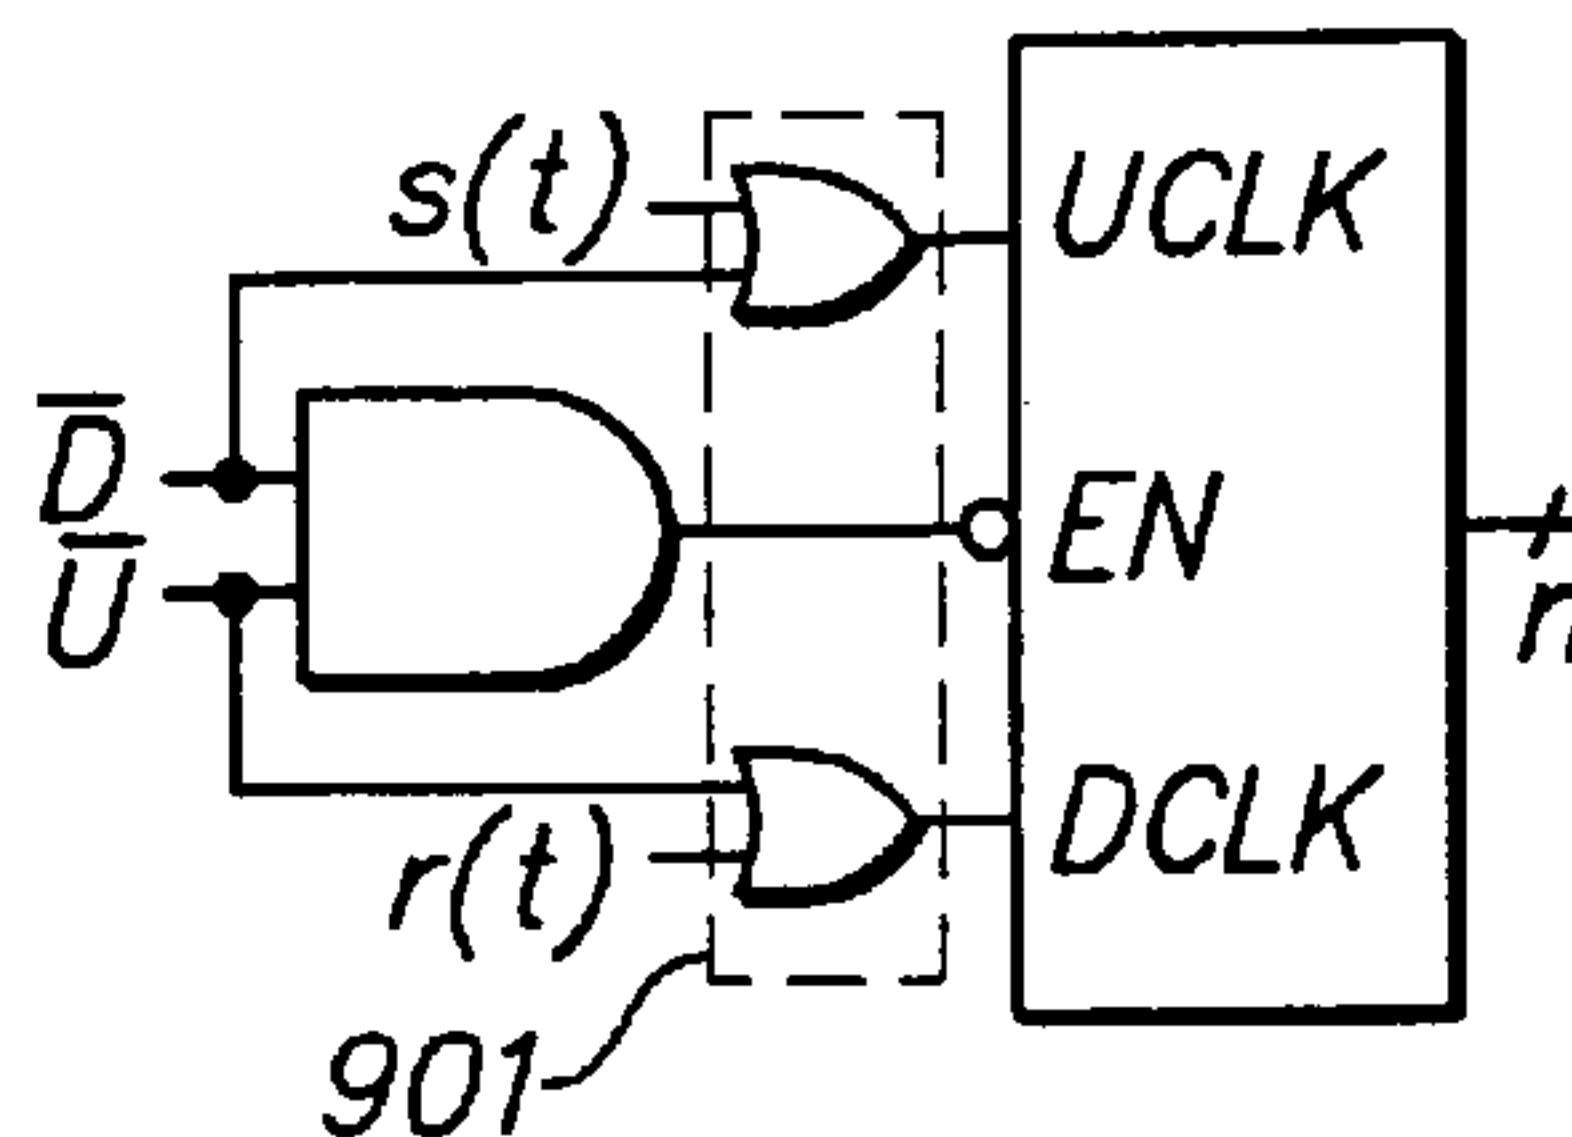 s(t)
UCLK
D̅
U̅
EN
r(t)
DCLK
901